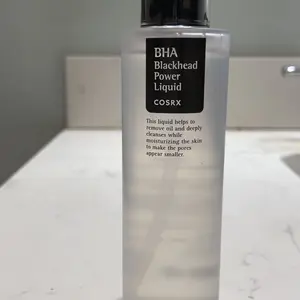 BHA
Blackhead
Power
Liquid
COSRX
This liquid helps to
remove oil and deeply
cleanses while
moisturizing the skin
to make the pores
appear smaller.